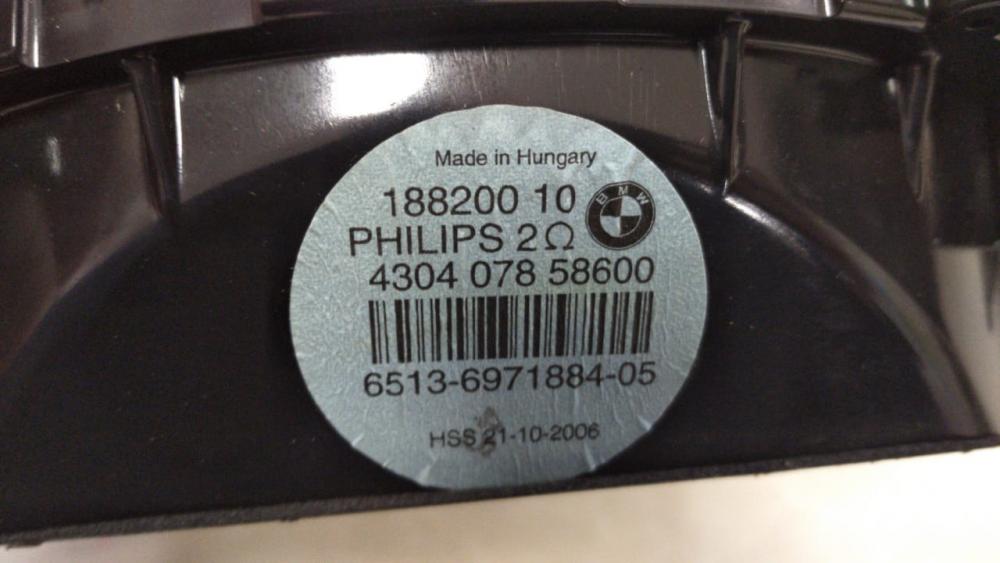 Made in Hungary
188200 10
BMW
PHILIPS 2Ω
4304 078 58600
6513-6971884-05
HSS 21-10-2006